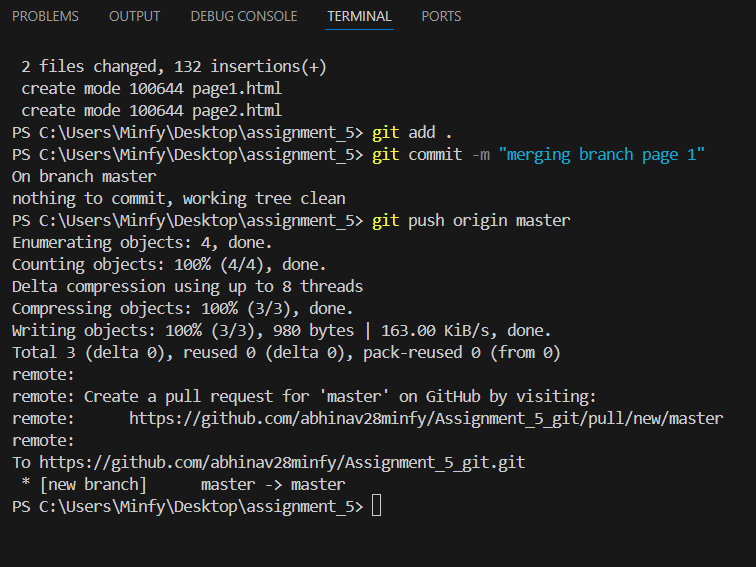 PROBLEMS OUTPUT DEBUG CONSOLE TERMINAL PORTS
2 files changed, 132 insertions(+)
create mode 100644 page1.html
create mode 100644 page2.html
PS C:\Users\Minfy\Desktop\assignment_5> git add .
PS C:\Users\Minfy\Desktop\assignment_5> git commit -m "merging branch page 1"
On branch master
nothing to commit, working tree clean
PS C:\Users\Minfy\Desktop\assignment_5> git push origin master
Enumerating objects: 4, done.
Counting objects: 100% (4/4), done.
Delta compression using up to 8 threads
Compressing objects: 100% (3/3), done.
Writing objects: 100% (3/3), 980 bytes | 163.00 KiB/s, done.
Total 3 (delta 0), reused 0 (delta 0), pack-reused 0 (from 0)
remote:
remote: Create a pull request for 'master' on GitHub by visiting:
remote:      https://github.com/abhinav28minfy/Assignment_5_git/pull/new/master
remote:
To https://github.com/abhinav28minfy/Assignment_5_git.git
 * [new branch]      master -> master
PS C:\Users\Minfy\Desktop\assignment_5>